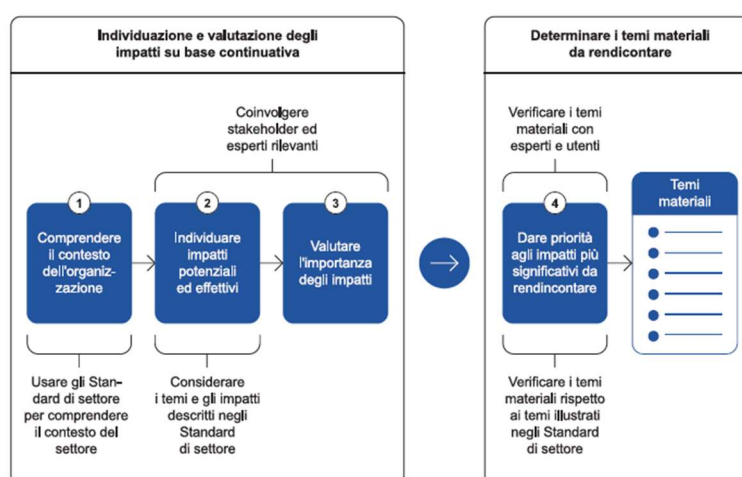 Individuazione e valutazione degli
impatti su base continuativa
Coinvolgere
stakeholder ed
esperti rilevanti
1
Comprendere
il contesto
dell'organiz-
zazione
2
Individuare
impatti
potenziali
ed effettivi
3
Valutare
l'importanza
degli impatti
Usare gli Stan-
dard di settore
per comprendere
il contesto del
settore
Considerare
i temi e gli impatti
descritti negli
Standard
di settore
Determinare i temi materiali
da rendicontare
Verificare i temi
materiali con
esperti e utenti
4
Dare priorità
agli impatti più
significativi da
rendincontare
Temi
materiali
Verificare i temi
materiali rispetto
ai temi illustrati
negli Standard
di settore